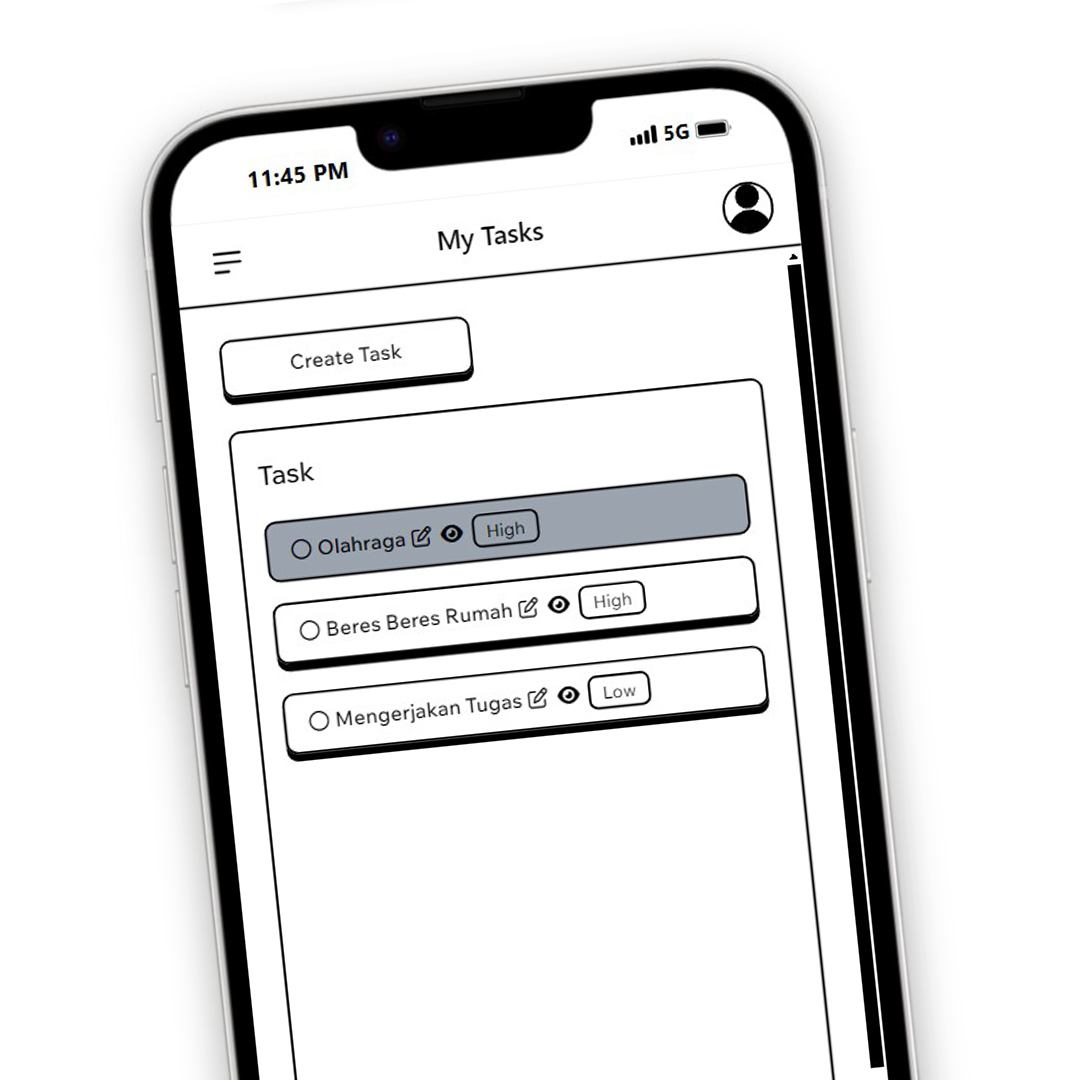 11:45 PM 5G
My Tasks
Create Task
Task
Olahraga High
Beres Beres Rumah High
Mengerjakan Tugas Low